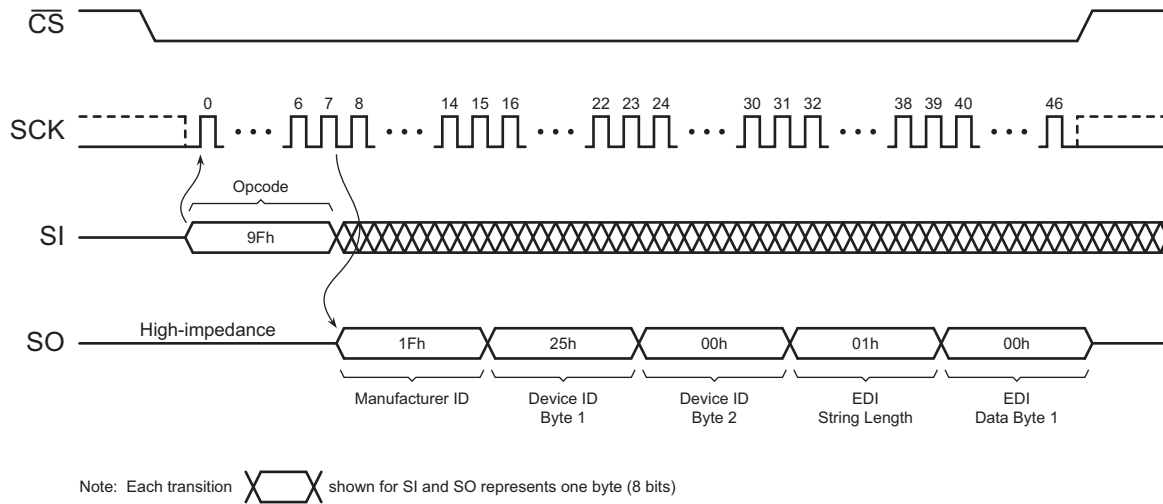 CS
0 6 7 8 14 15 16 22 23 24 30 31 32 38 39 40 46
SCK
Opcode
SI
9Fh
High-impedance
SO
1Fh 25h 00h 01h 00h
Manufacturer ID
Device ID
Byte 1
Device ID
Byte 2
EDI
String Length
EDI
Data Byte 1
Note: Each transition shown for SI and SO represents one byte (8 bits)